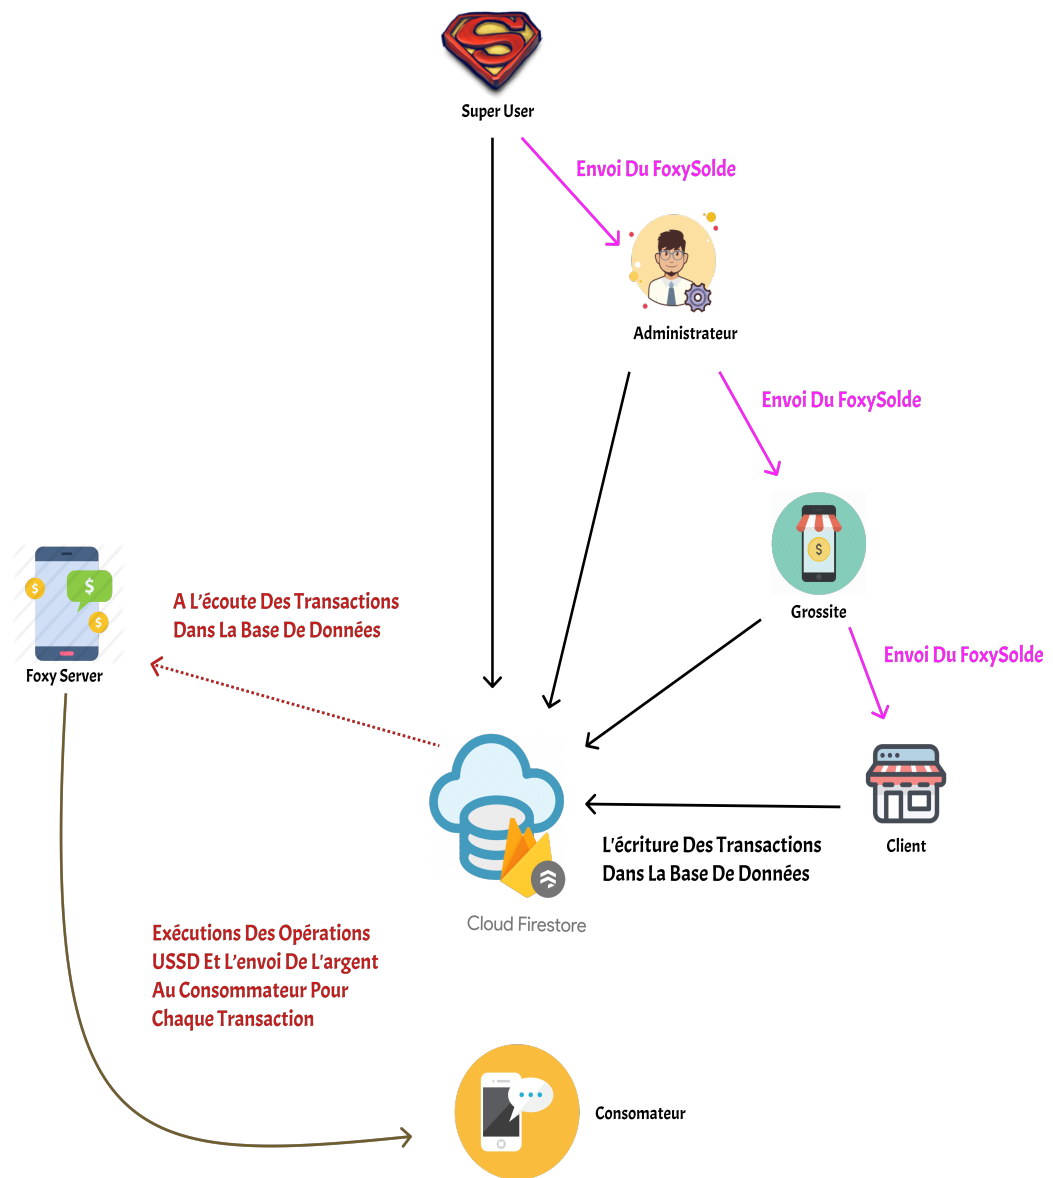 Super User
Envoi Du FoxySolde
Administrateur
Envoi Du FoxySolde
Grossite
Envoi Du FoxySolde
A L'écoute Des Transactions
Dans La Base De Données
Foxy Server
Client
L'écriture Des Transactions
Dans La Base De Données
Cloud Firestore
Exécutions Des Opérations
USSD Et L'envoi De L'argent
Au Consommateur Pour
Chaque Transaction
Consomateur